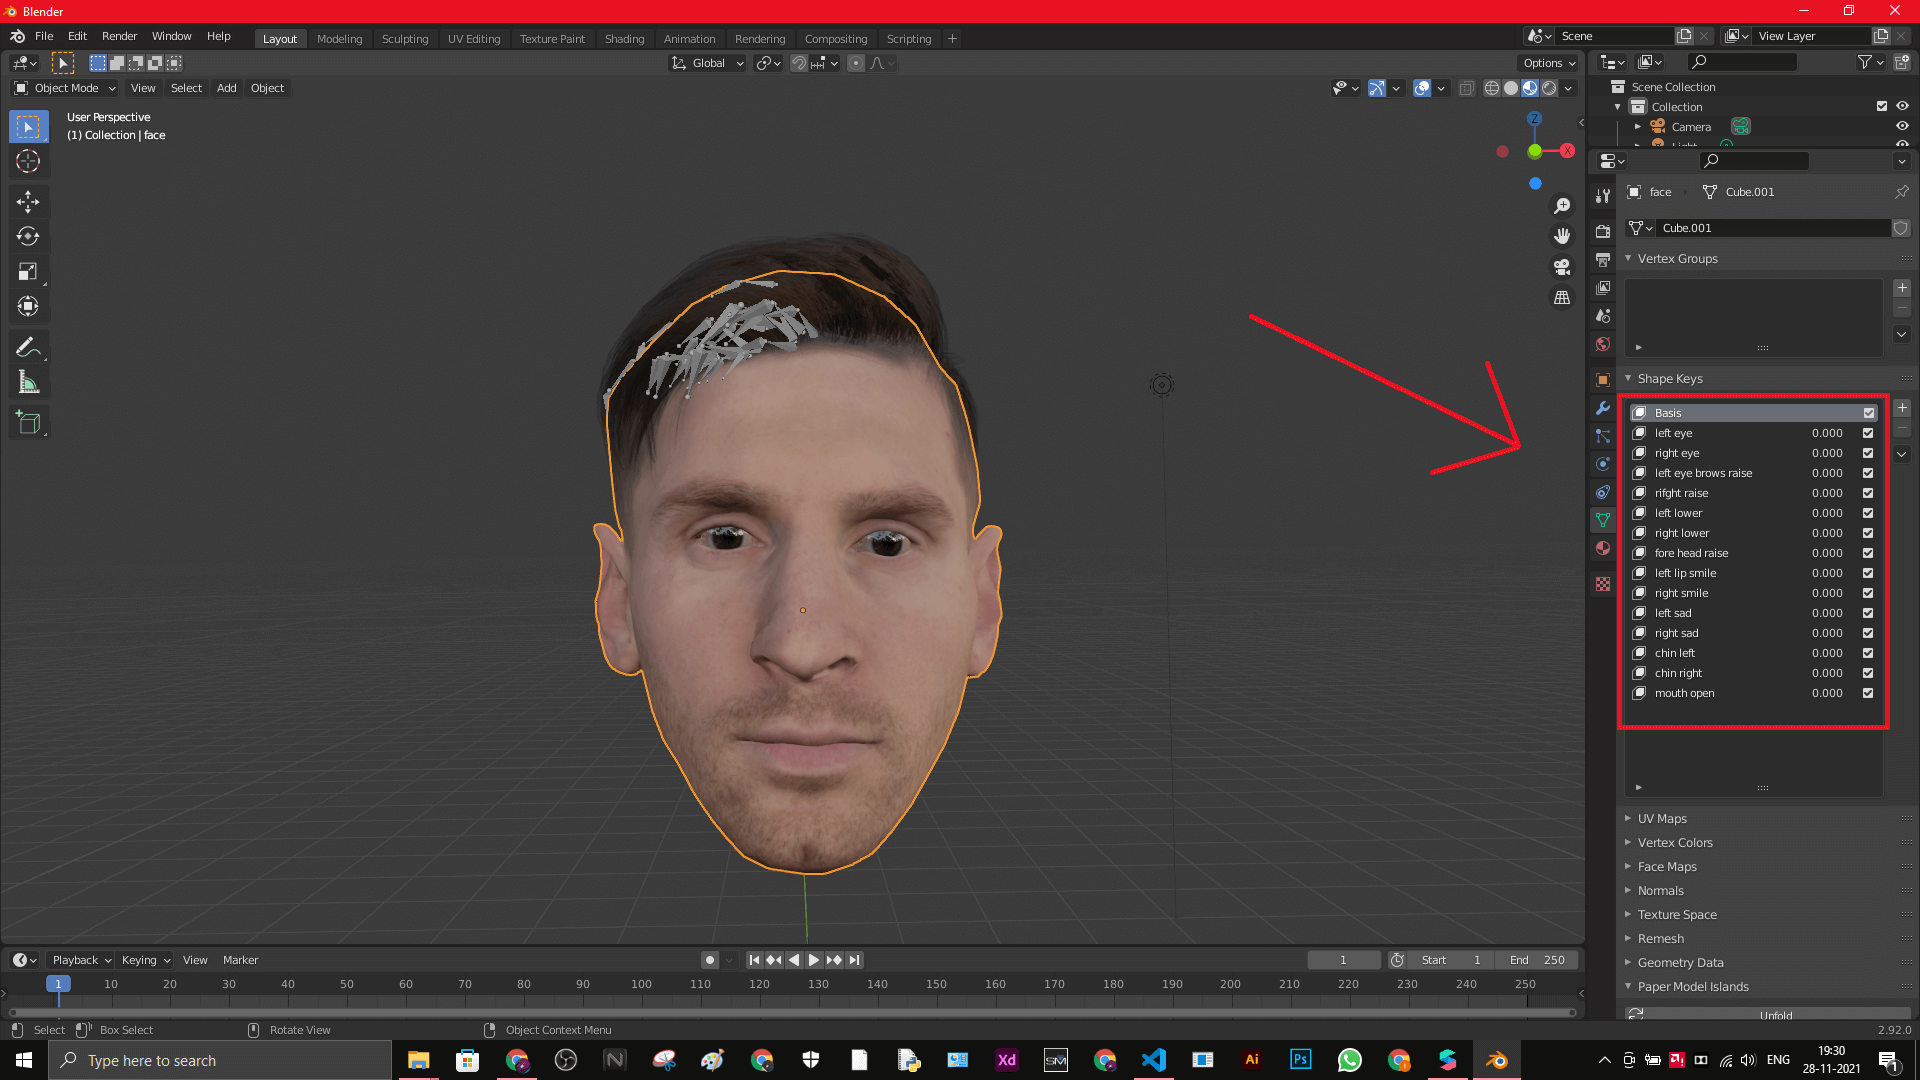 Blender
File Edit Render Window Help Layout Modeling Sculpting UV Editing Texture Paint Shading Animation Rendering Compositing Scripting + Scene View Layer
Global Options
Object Mode View Select Add Object
User Perspective
(1) Collection | face
Z
X
Scene Collection
Collection
Camera
Light
face Cube.001
Cube.001
Vertex Groups
Shape Keys
Basis
left eye 0.000
right eye 0.000
left eye brows raise 0.000
rifght raise 0.000
left lower 0.000
right lower 0.000
fore head raise 0.000
left lip smile 0.000
right smile 0.000
left sad 0.000
right sad 0.000
chin left 0.000
chin right 0.000
mouth open 0.000
UV Maps
Vertex Colors
Face Maps
Normals
Texture Space
Remesh
Geometry Data
Paper Model Islands
Unfold
Playback Keying View Marker 1 Start 1 End 250
1 10 20 30 40 50 60 70 80 90 100 110 120 130 140 150 160 170 180 190 200 210 220 230 240 250
Select Box Select Rotate View Object Context Menu 2.92.0
Type here to search Xd SM Ai Ps ENG 19:30
28-11-2021 1